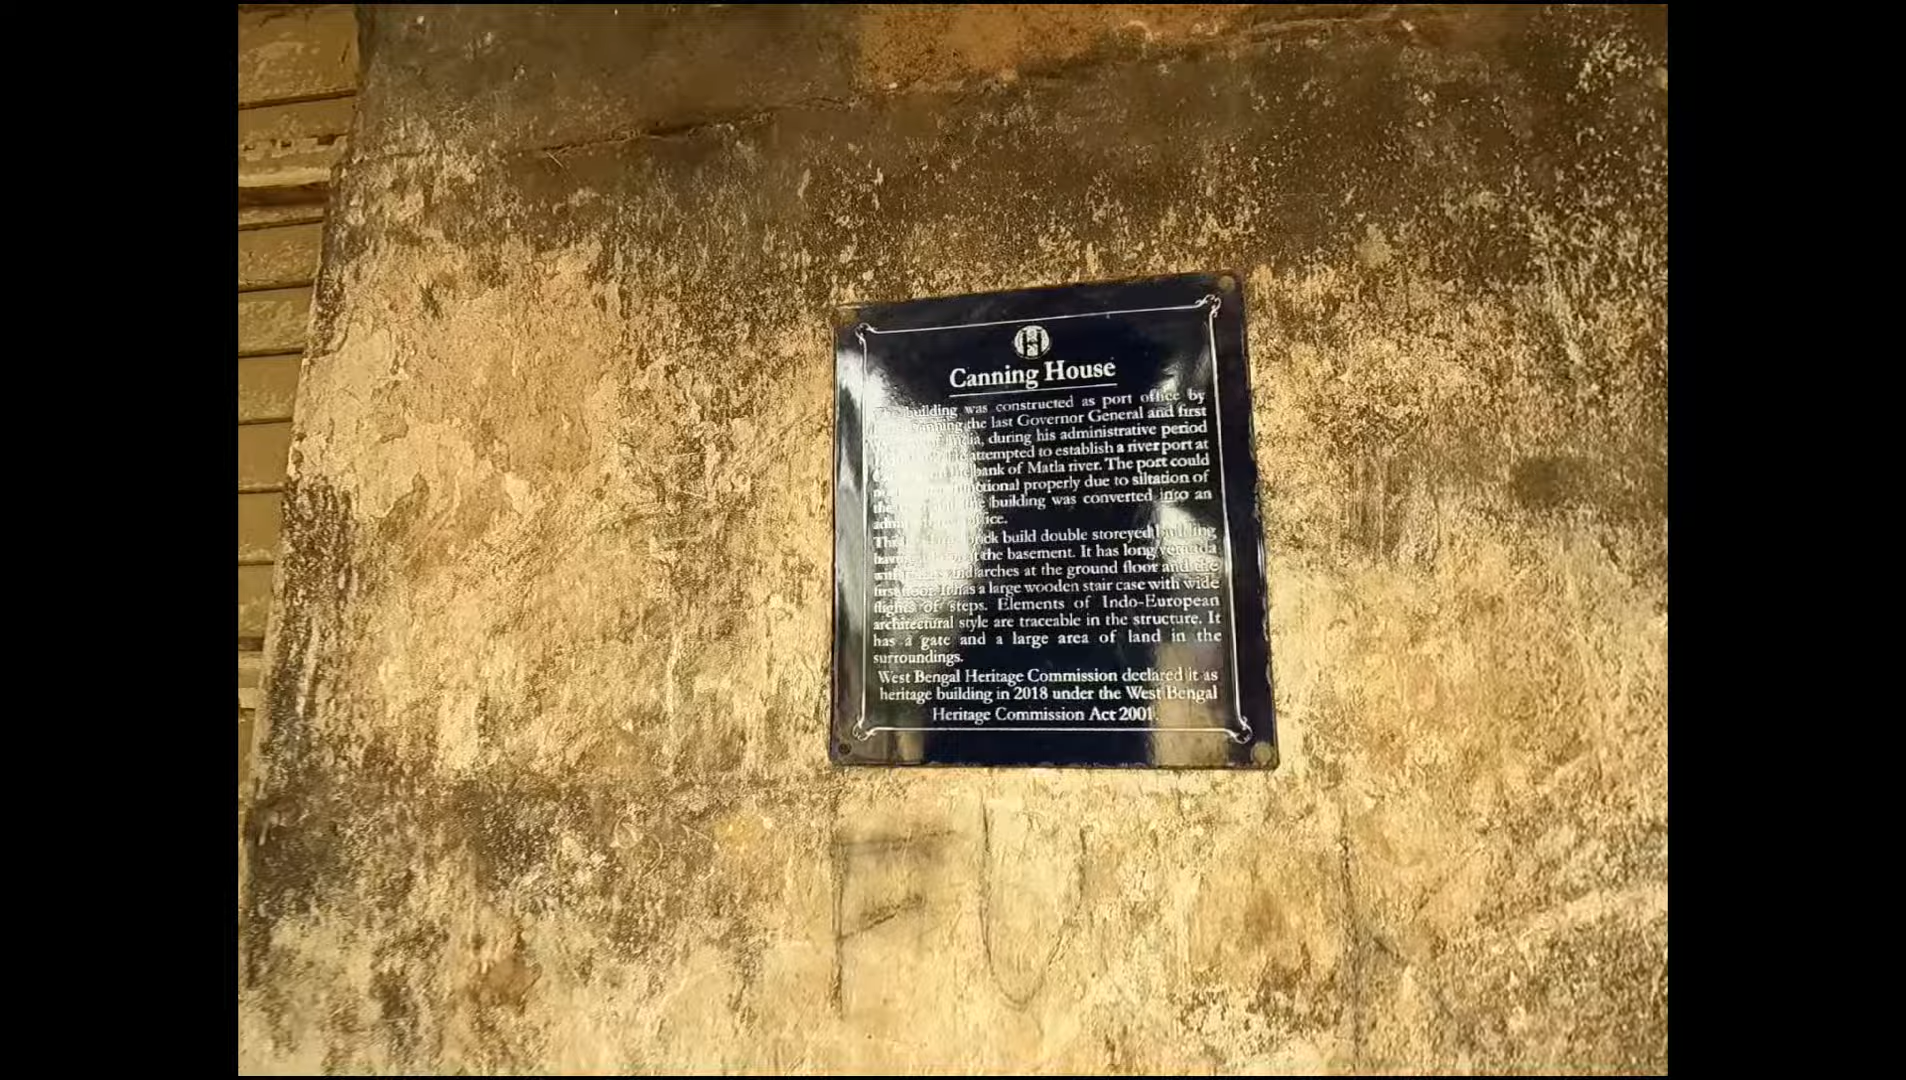 Canning House
building was constructed as port office by
the last Governor General and first
India, during his administrative period
attempted to establish a river port at
bank of Matla river. The port could
properly due to siltation of
the building was converted into an
This brick build double storeyed building
the basement. It has long veranda
arches at the ground floor and the
first floor. It has a large wooden stair case with wide
flights of steps. Elements of Indo-European
architectural style are traceable in the structure. It
has a gate and a large area of land in the
surroundings.
West Bengal Heritage Commission declared it as
heritage building in 2018 under the West Bengal
Heritage Commission Act 2001.